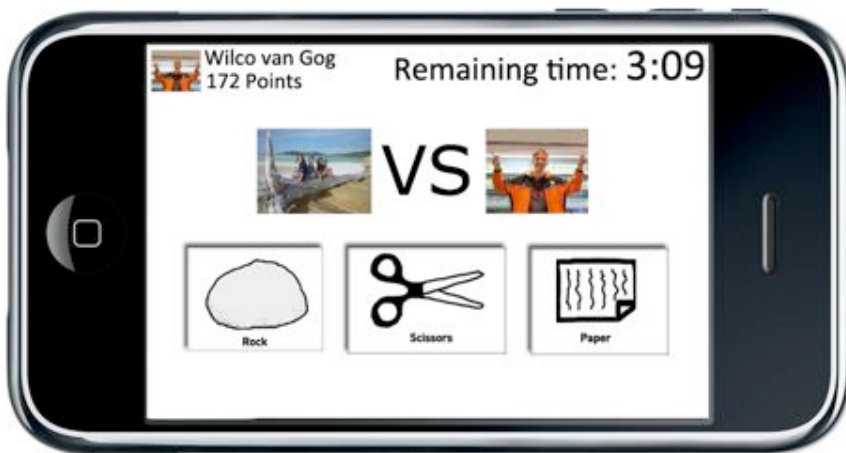 Wilco van Gog
172 Points
Remaining time: 3:09
VS
Rock
Scissors
Paper